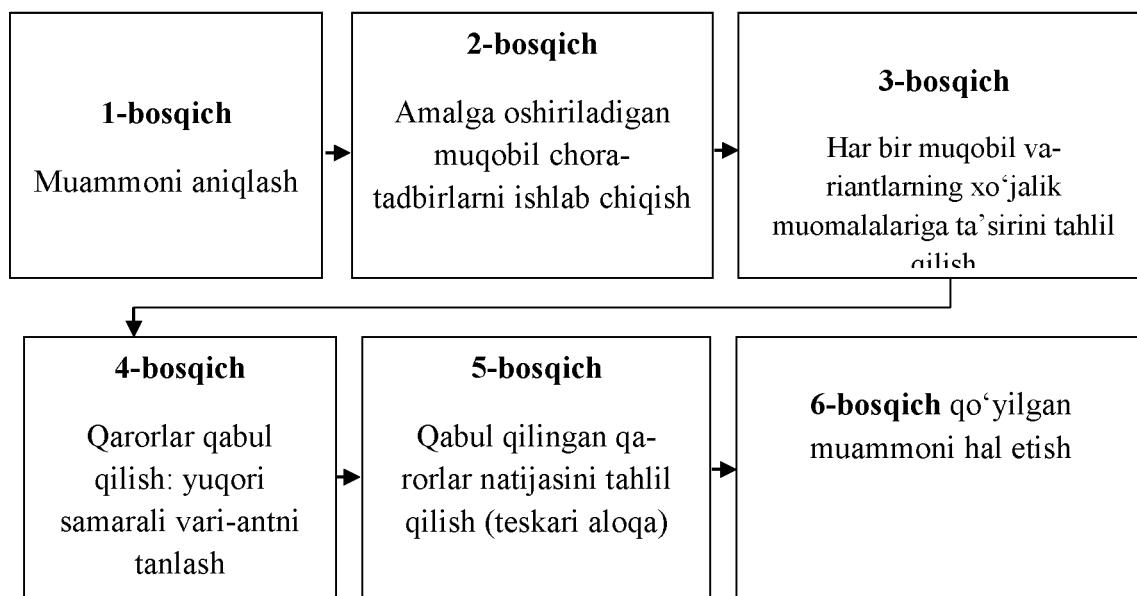 1-bosqich
Muammoni aniqlash
2-bosqich
Amalga oshiriladigan
muqobil chora-
tadbirlarni ishlab chiqish
3-bosqich
Har bir muqobil va-
riantlarning xo‘jalik
muomalalariga ta’sirini tahlil
qilish
4-bosqich
Qarorlar qabul
qilish: yuqori
samarali vari-antni
tanlash
5-bosqich
Qabul qilingan qa-
rorlar natijasini tahlil
qilish (teskari aloqa)
6-bosqich qo‘yilgan
muammoni hal etish